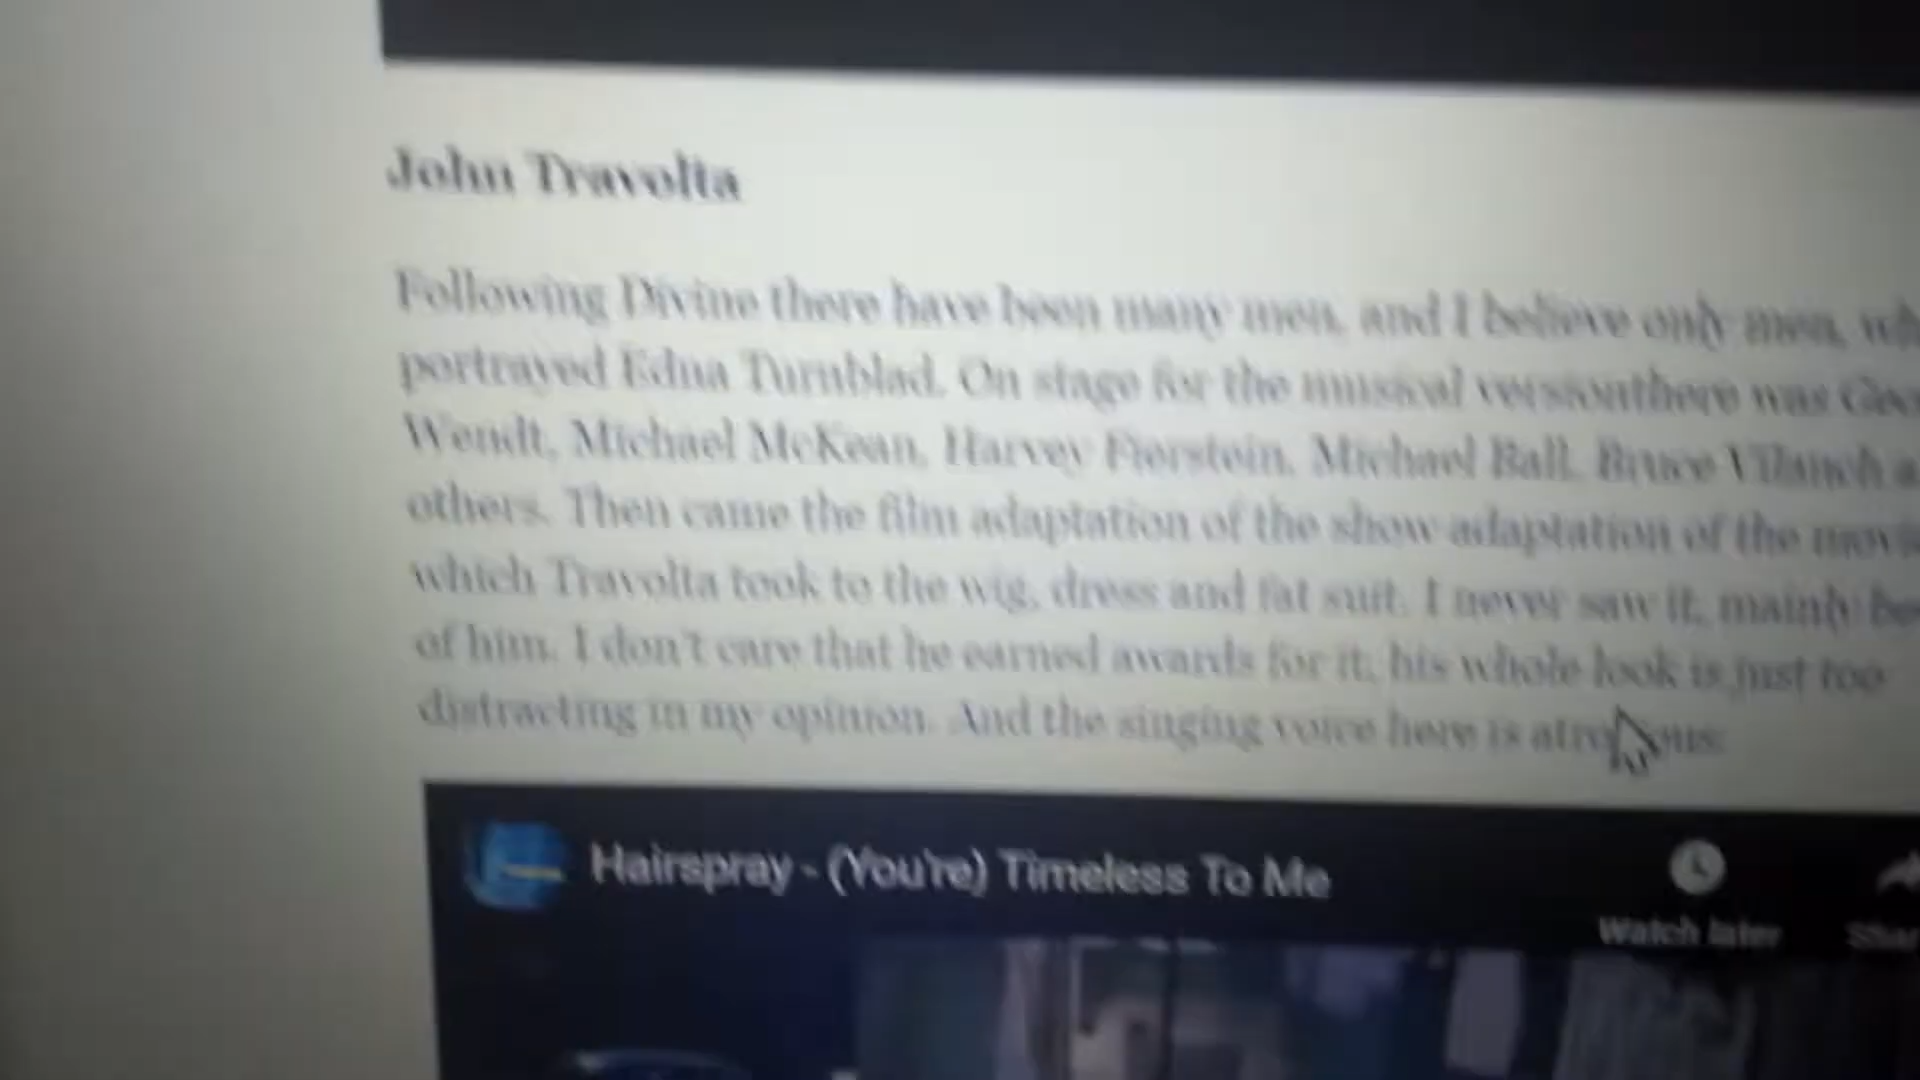 John Travolta
Following Divine there have been many men, and I believe only men, wh
portrayed Edna Turnblad. On stage for the musical versionthere was Geo
Wendt, Michael McKean, Harvey Fierstein, Michael Ball, Bruce Vilanch a
others. Then came the film adaptation of the show adaptation of the movi
which Travolta took to the wig, dress and fat suit. I never saw it, mainly be
of him. I don't care that he earned awards for it; his whole look is just too
distracting in my opinion. And the singing voice here is
Hairspray - (You're) Timeless To Me
Watch later
Shar